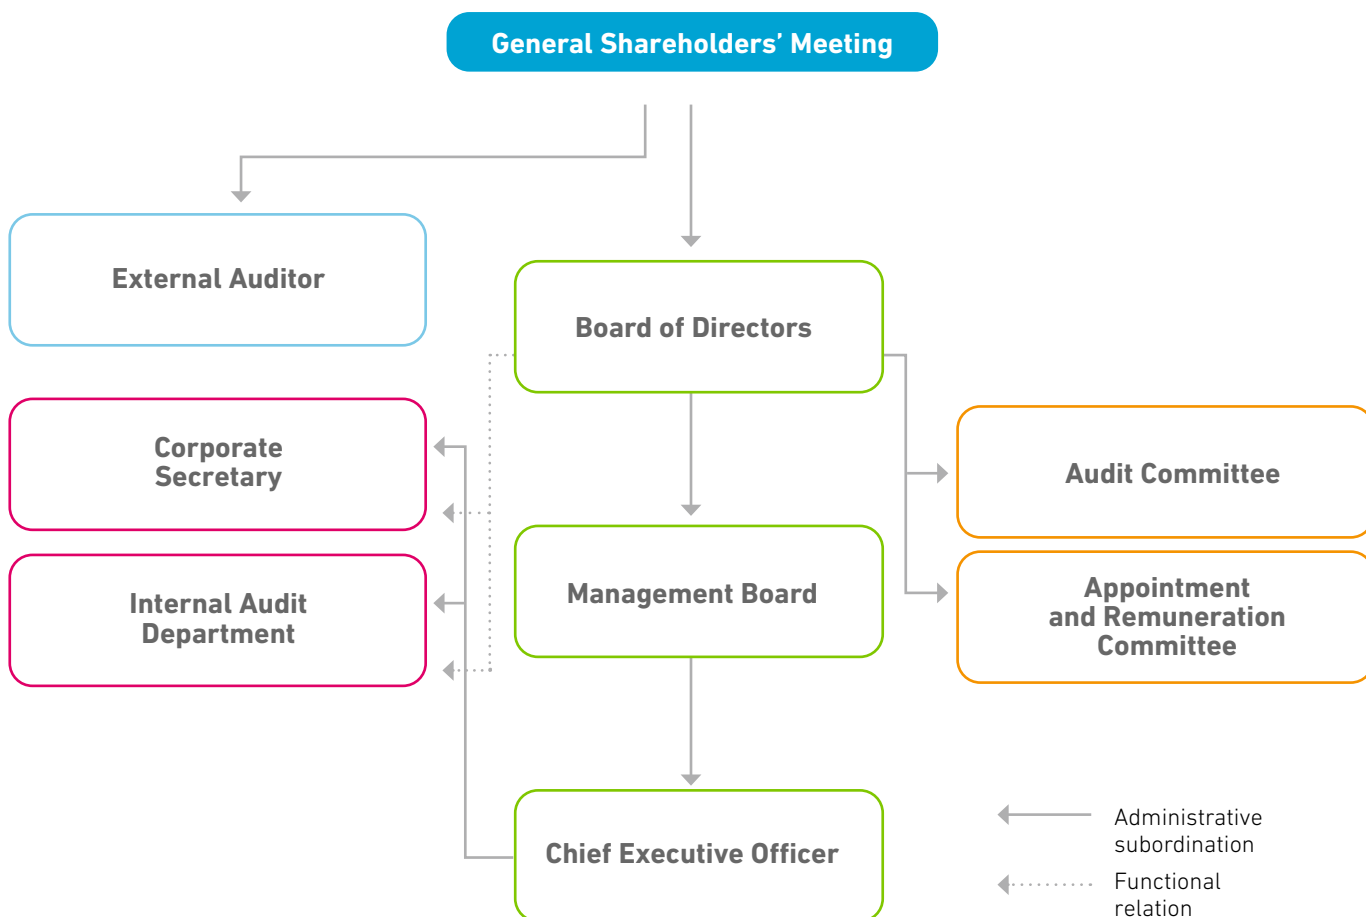 General Shareholders’ Meeting
External Auditor
Board of Directors
Corporate
Secretary
Audit Committee
Internal Audit
Department
Management Board
Appointment
and Remuneration
Committee
Chief Executive Officer
Administrative
subordination
Functional
relation